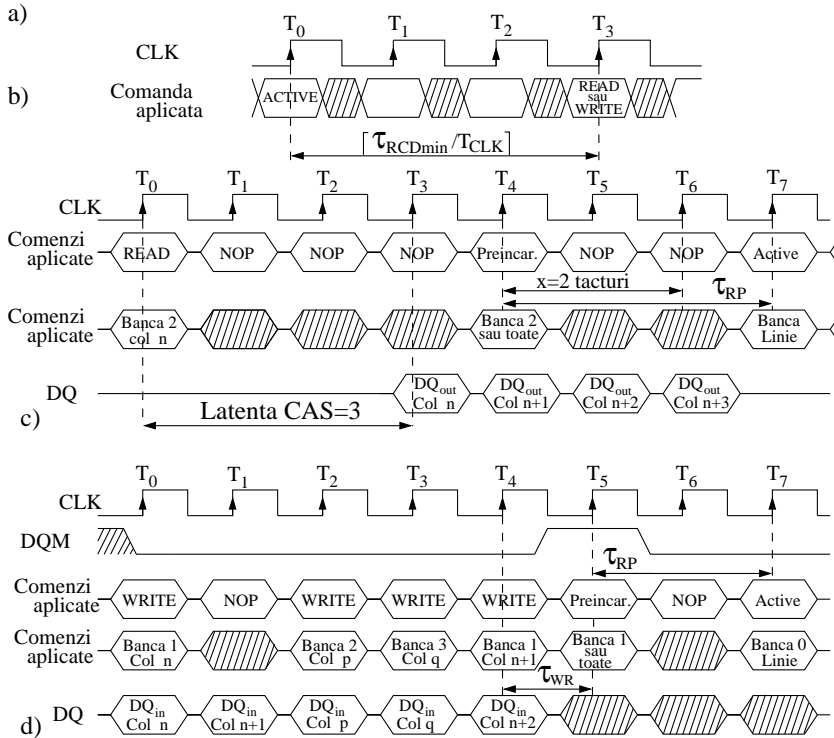 a)
T0 T1 T2 T3
CLK
b)
Comanda
aplicata
ACTIVE
READ
sau
WRITE
⌈τRCDmin/TCLK⌉
T0 T1 T2 T3 T4 T5 T6 T7
CLK
Comenzi
aplicate
READ NOP NOP NOP Preincar. NOP NOP Active
x=2 tacturi
τRP
Comenzi
aplicate
Banca 2
col n
Banca 2
sau toate
Banca
Linie
DQ
DQout
Col n
DQout
Col n+1
DQout
Col n+2
DQout
Col n+3
Latenta CAS=3
c)
T0 T1 T2 T3 T4 T5 T6 T7
CLK
DQM
τRP
Comenzi
aplicate
WRITE NOP WRITE WRITE WRITE Preincar. NOP Active
Comenzi
aplicate
Banca 1
Col n
Banca 2
Col p
Banca 3
Col q
Banca 1
Col n+1
Banca 1
sau
toate
Banca 0
Linie
τWR
d)
DQ
DQin
Col n
DQin
Col n+1
DQin
Col p
DQin
Col q
DQin
Col n+2